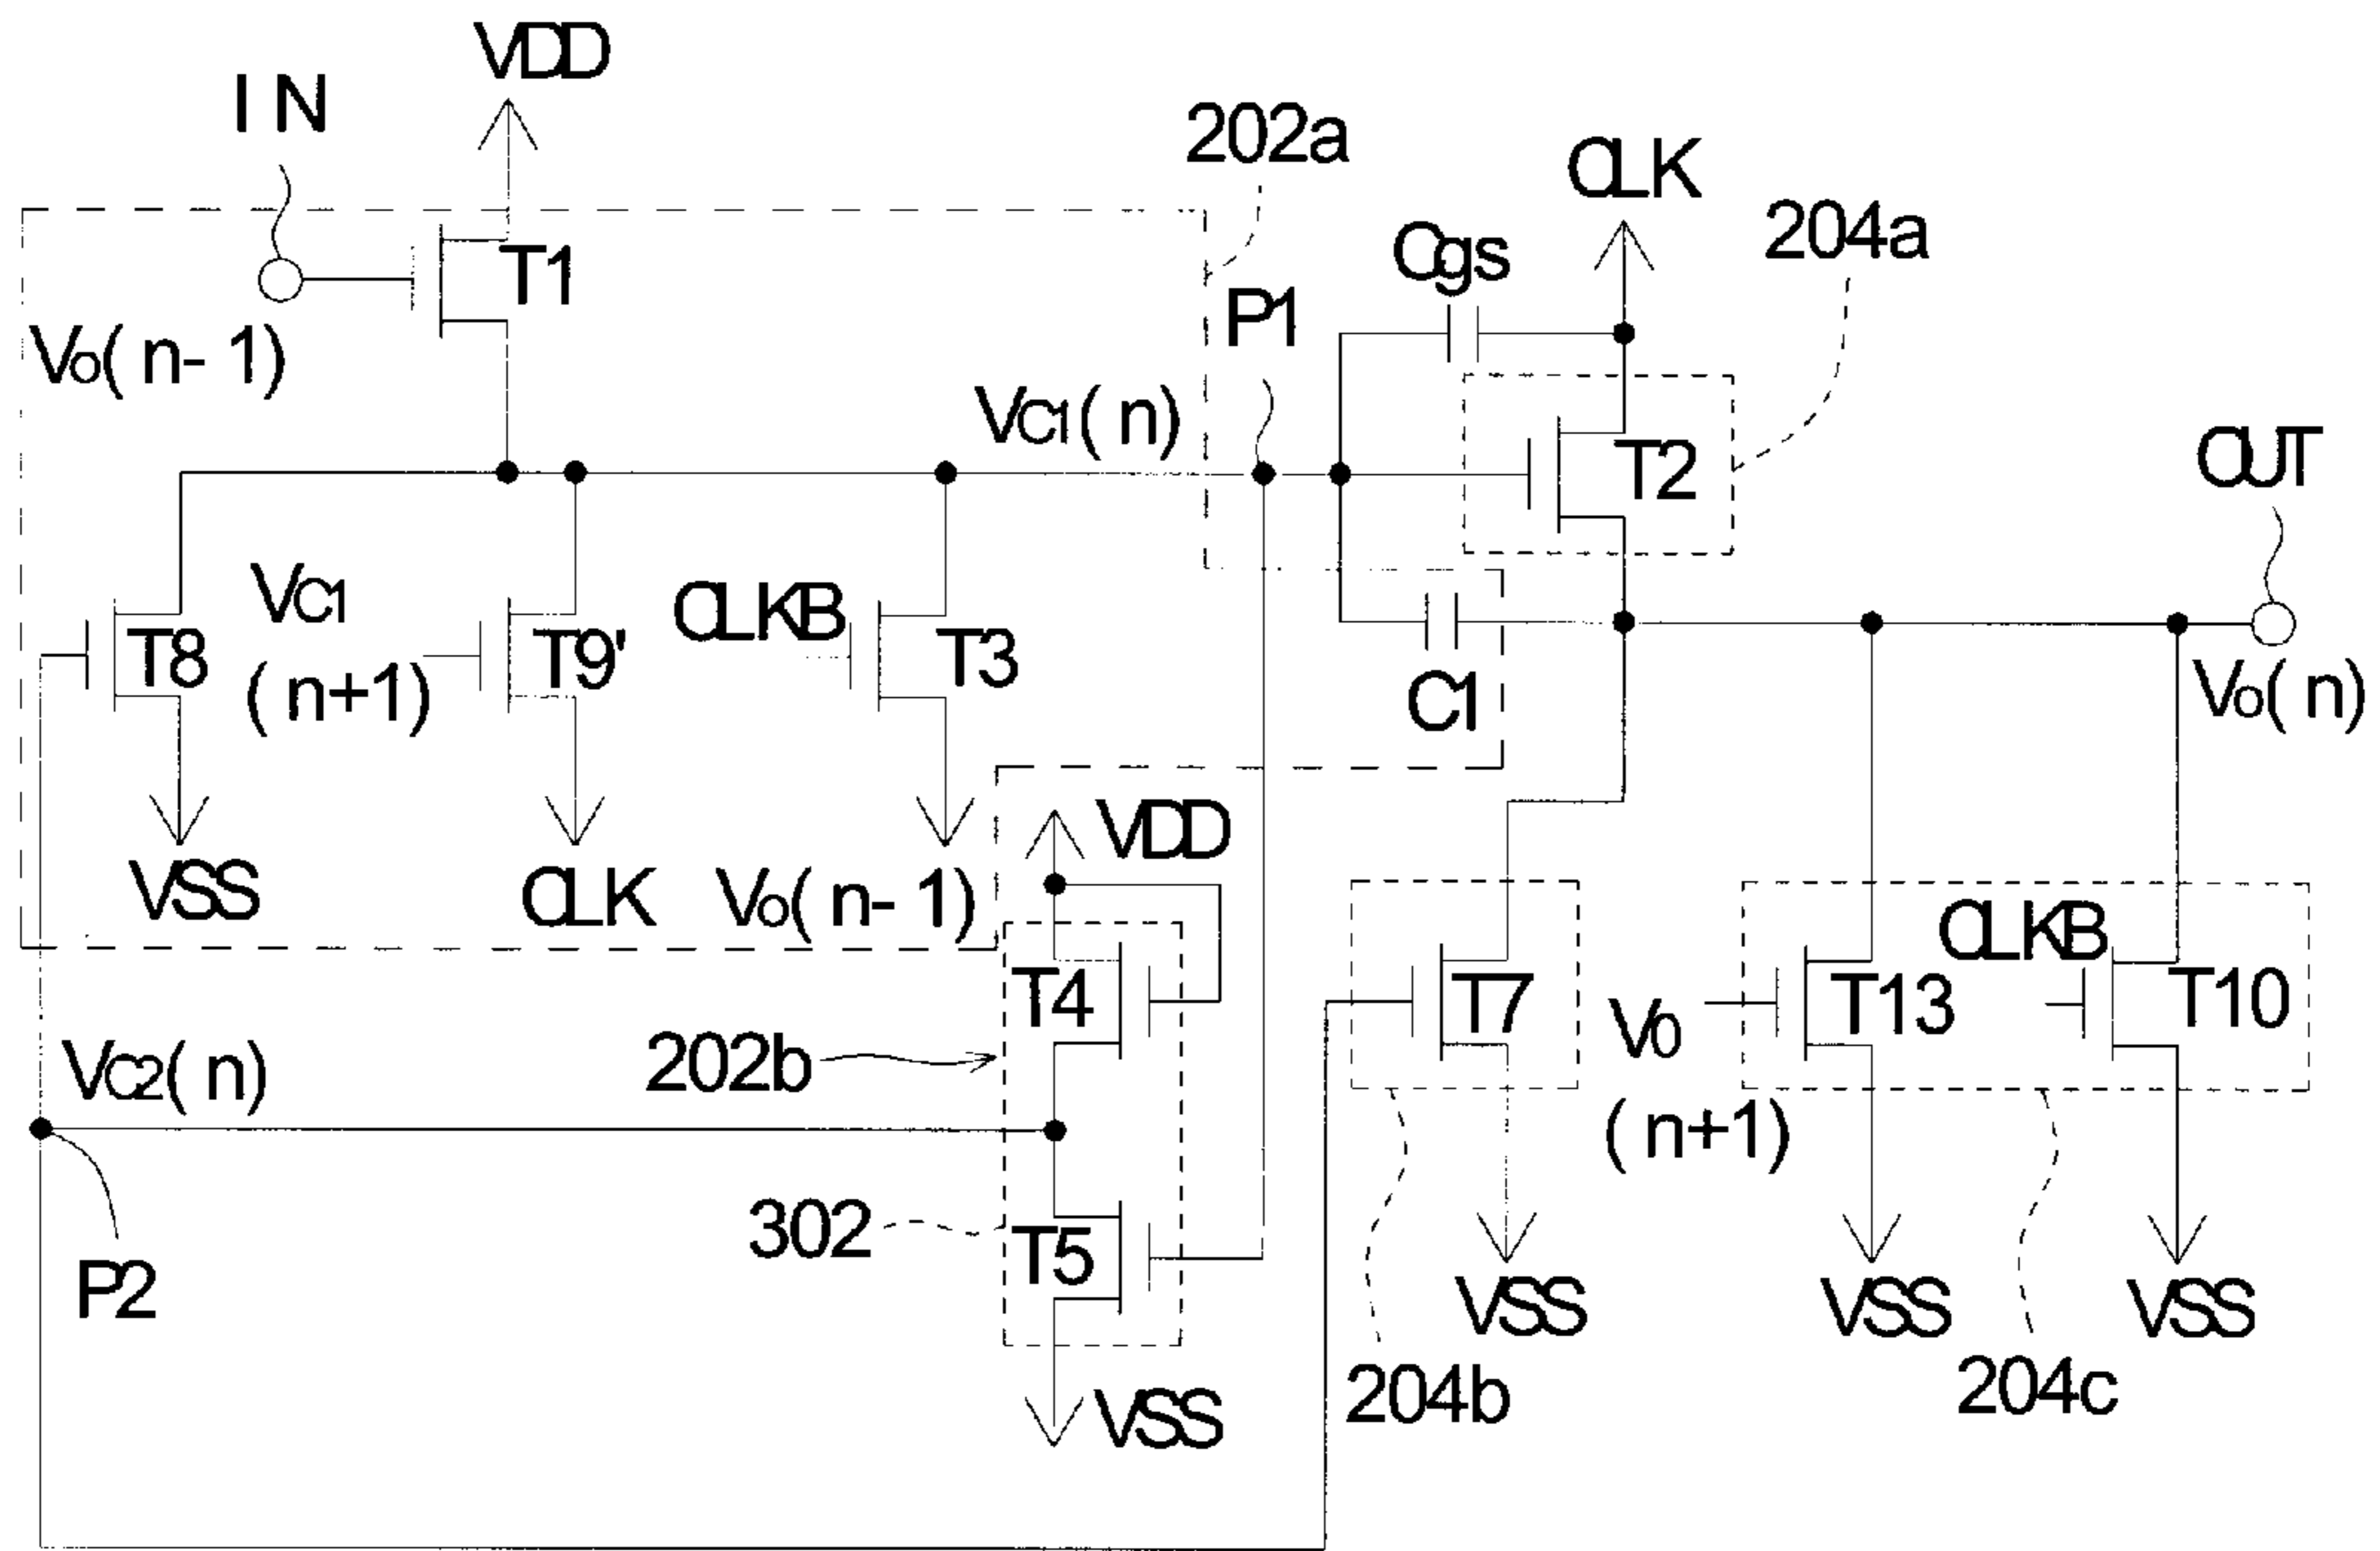 VDD
IN
202a
CLK
204a
Cgs
T1
P1
Vo(n-1)
VC1(n)
T2
OUT
VC1
(n+1)
CLKB
T8
T9'
T3
C1
Vo(n)
VDD
VSS
CLK
Vo(n-1)
CLKB
T4
T7
T13
T10
Vo
(n+1)
202b
VC2(n)
302
T5
P2
VSS
VSS
VSS
VSS
204b
204c